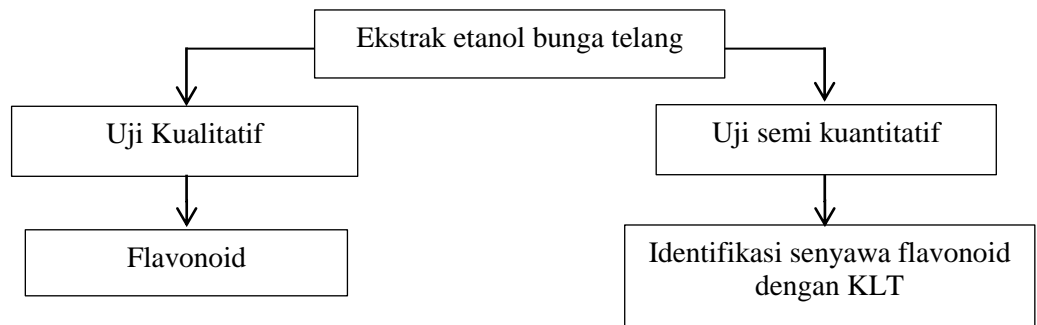 Ekstrak etanol bunga telang
Uji Kualitatif
Uji semi kuantitatif
Flavonoid
Identifikasi senyawa flavonoid
dengan KLT